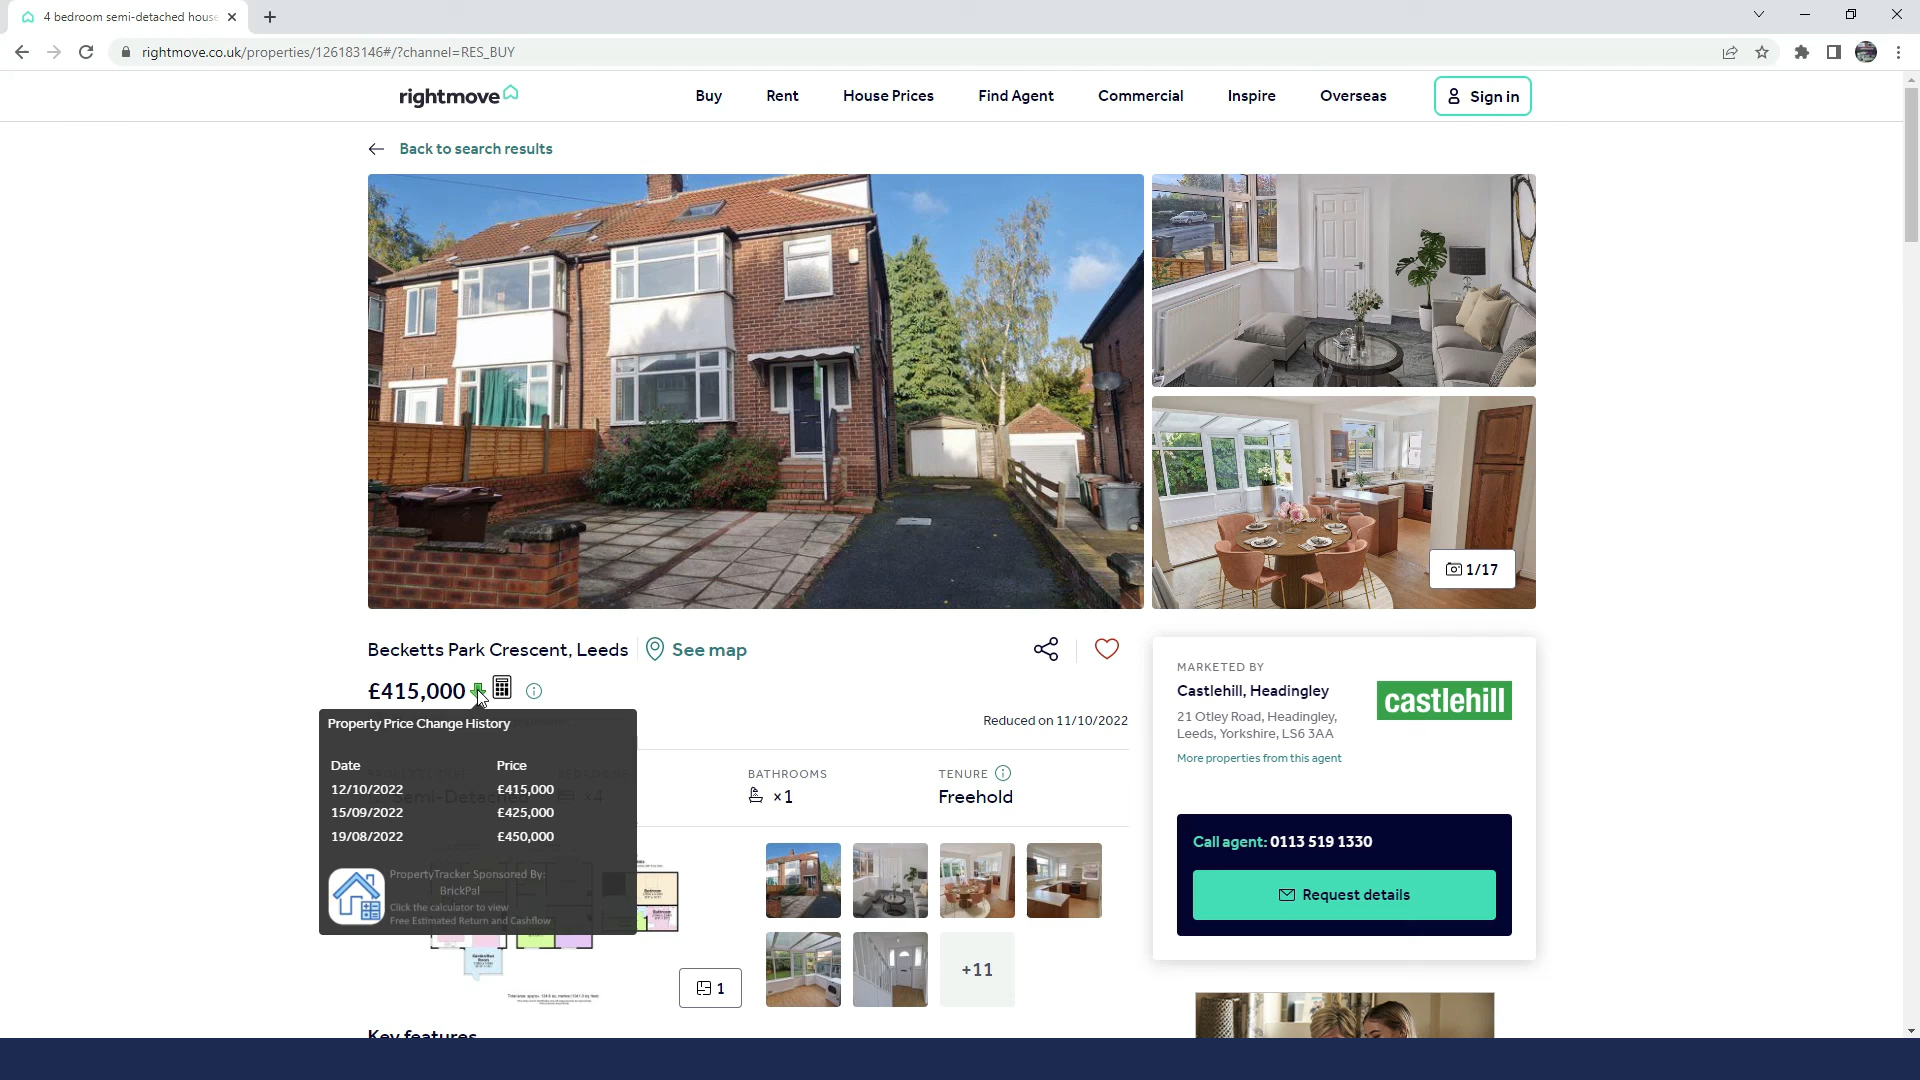 4 bedroom semi-detached house
rightmove.co.uk/properties/126183146#/?channel=RES_BUY
rightmove
Buy
Rent
House Prices
Find Agent
Commercial
Inspire
Overseas
Sign in
Back to search results
1/17
Becketts Park Crescent, Leeds
See map
£415,000
Reduced on 11/10/2022
Property Price Change History
Date Price
12/10/2022 £415,000
15/09/2022 £425,000
19/08/2022 £450,000
PropertyTracker Sponsored By:
BrickPal
Click the calculator to view
Free Estimated Return and Cashflow
Semi-Detached
×4
BATHROOMS
×1
TENURE
Freehold
1
+11
Key features
MARKETED BY
Castlehill, Headingley
21 Otley Road, Headingley,
Leeds, Yorkshire, LS6 3AA
More properties from this agent
castlehill
Call agent: 0113 519 1330
Request details